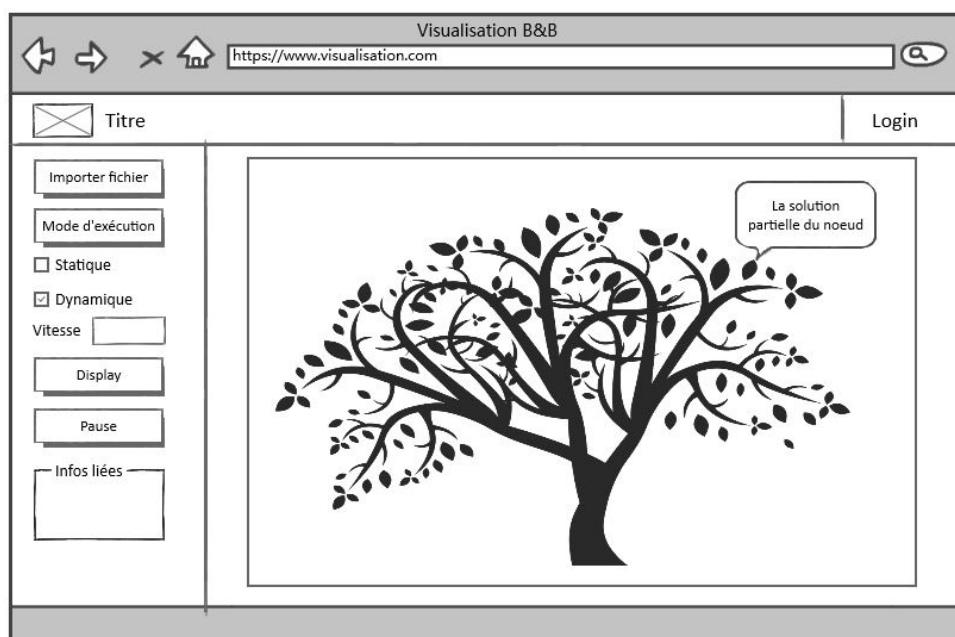 Visualisation B&B
https://www.visualisation.com
Titre
Login
Importer fichier
Mode d'exécution
Statique
Dynamique
Vitesse
Display
Pause
Infos liées
La solution
partielle du noeud